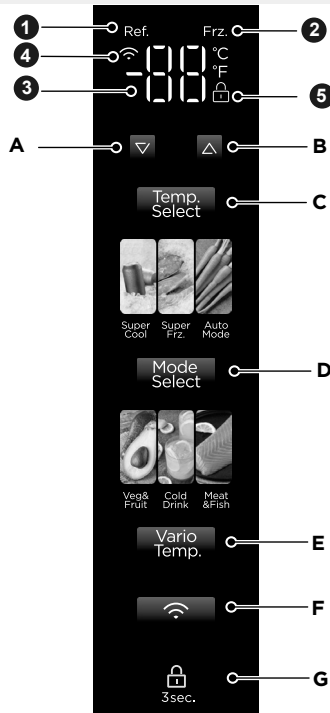 1 Ref. Frz. 2
4 °C
°F
3 -88 5
A B
Temp. C
Select
Super Super Auto
Cool Frz. Mode
Mode D
Select
Veg& Cold Meat
Fruit Drink &Fish
Vario E
Temp.
F
G
3sec.